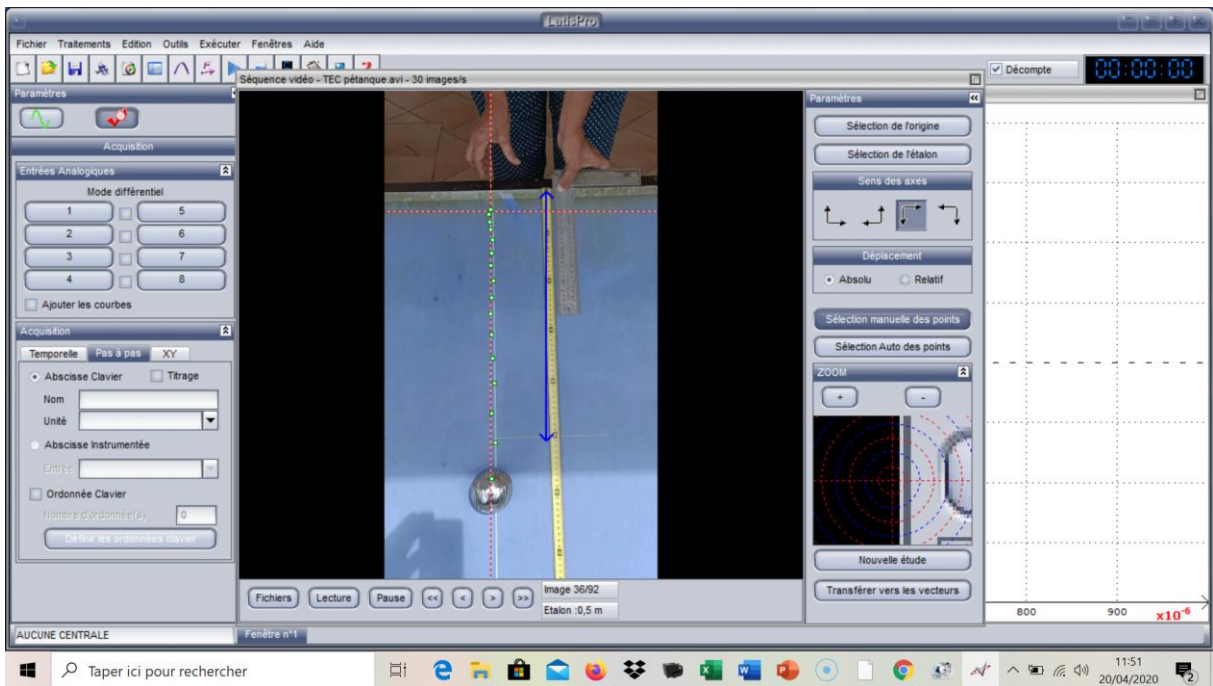 LatisPro
Fichier Traitements Edition Outils Exécuter Fenêtres Aide
Séquence vidéo - TEC pétanque.avi - 30 images/s
Décompte
00:00:00
Paramètres
Acquisition
Entrées Analogiques
Mode différentiel
1 5
2 6
3 7
4 8
Ajouter les courbes
Acquisition
Temporelle Pas à pas XY
Abscisse Clavier Titrage
Nom
Unité
Abscisse Instrumentée
Entrée
Ordonnée Clavier
Nombre d'ordonnée(s) 0
Définir les ordonnées clavier
Paramètres
Sélection de l'origine
Sélection de l'étalon
Sens des axes
Déplacement
Absolu Relatif
Sélection manuelle des points
Sélection Auto des points
ZOOM
+ -
Nouvelle étude
Transférer vers les vecteurs
Fichiers Lecture Pause << < > >>
Image 36/92
Etalon :0,5 m
800 900 x10-6
AUCUNE CENTRALE
Fenêtre n°1
Taper ici pour rechercher
11:51
20/04/2020
2